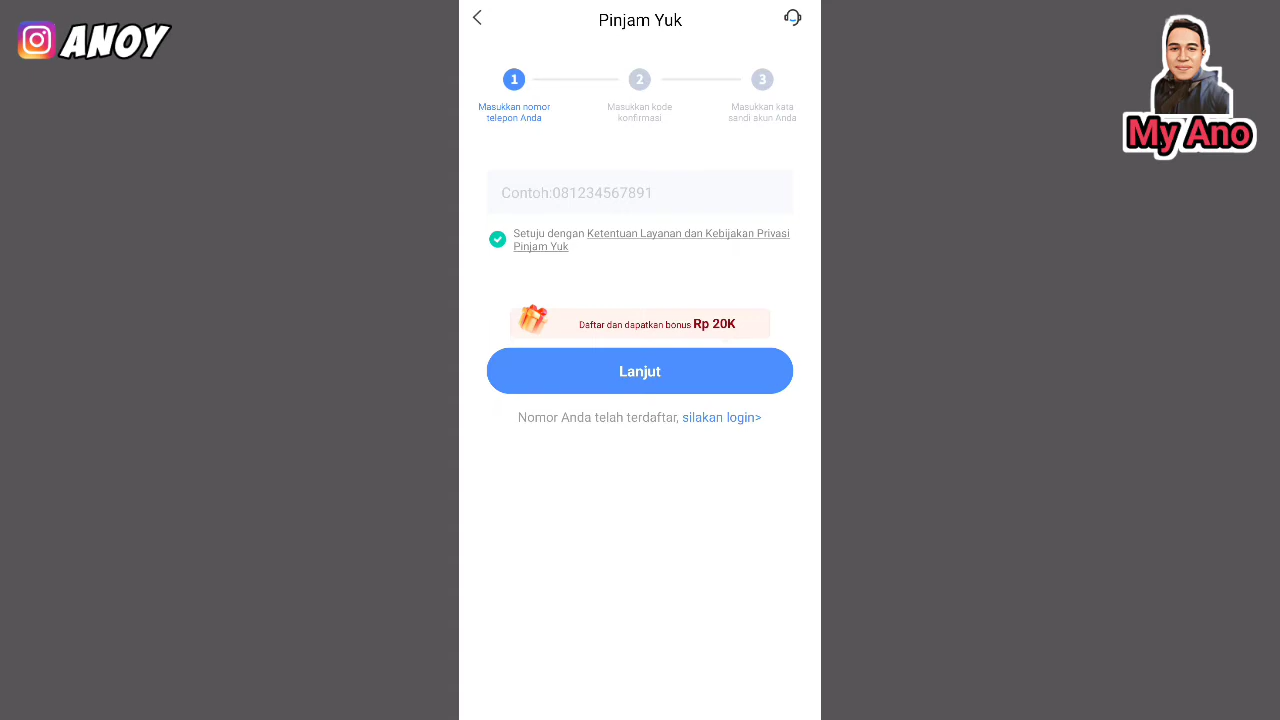 ANOY
My Ano
Pinjam Yuk
1
2
3
Masukkan nomor
telepon Anda
Masukkan kode
konfirmasi
Masukkan kata
sandi akun Anda
Contoh:081234567891
Setuju dengan Ketentuan Layanan dan Kebijakan Privasi
Pinjam Yuk
Daftar dan dapatkan bonus Rp 20K
Lanjut
Nomor Anda telah terdaftar, silakan login>